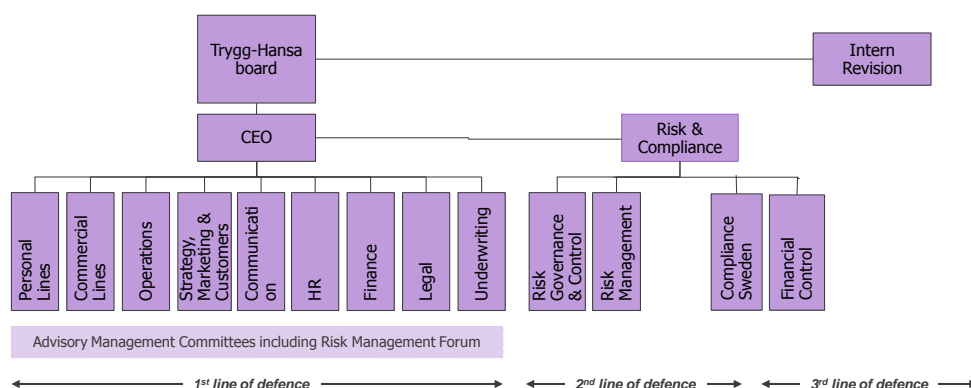 Trygg-Hansa
board
Intern
Revision
CEO
Risk &
Compliance
Personal
Lines
Commercial
Lines
Operations
Strategy,
Marketing &
Customers
Communicati
on
HR
Finance
Legal
Underwriting
Risk
Governance
& Control
Risk
Management
Compliance
Sweden
Financial
Control
Advisory Management Committees including Risk Management Forum
1st line of defence
2nd line of defence
3rd line of defence